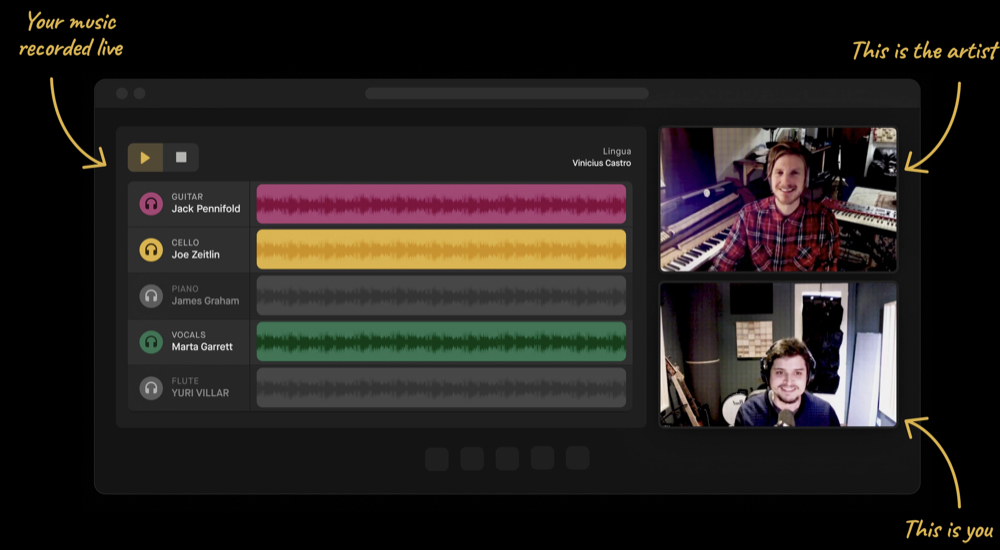 Your music
recorded live
This is the artist
Lingua
Vinicius Castro
GUITAR
Jack Pennifold
CELLO
Joe Zeitlin
PIANO
James Graham
VOCALS
Marta Garrett
FLUTE
YURI VILLAR
This is you